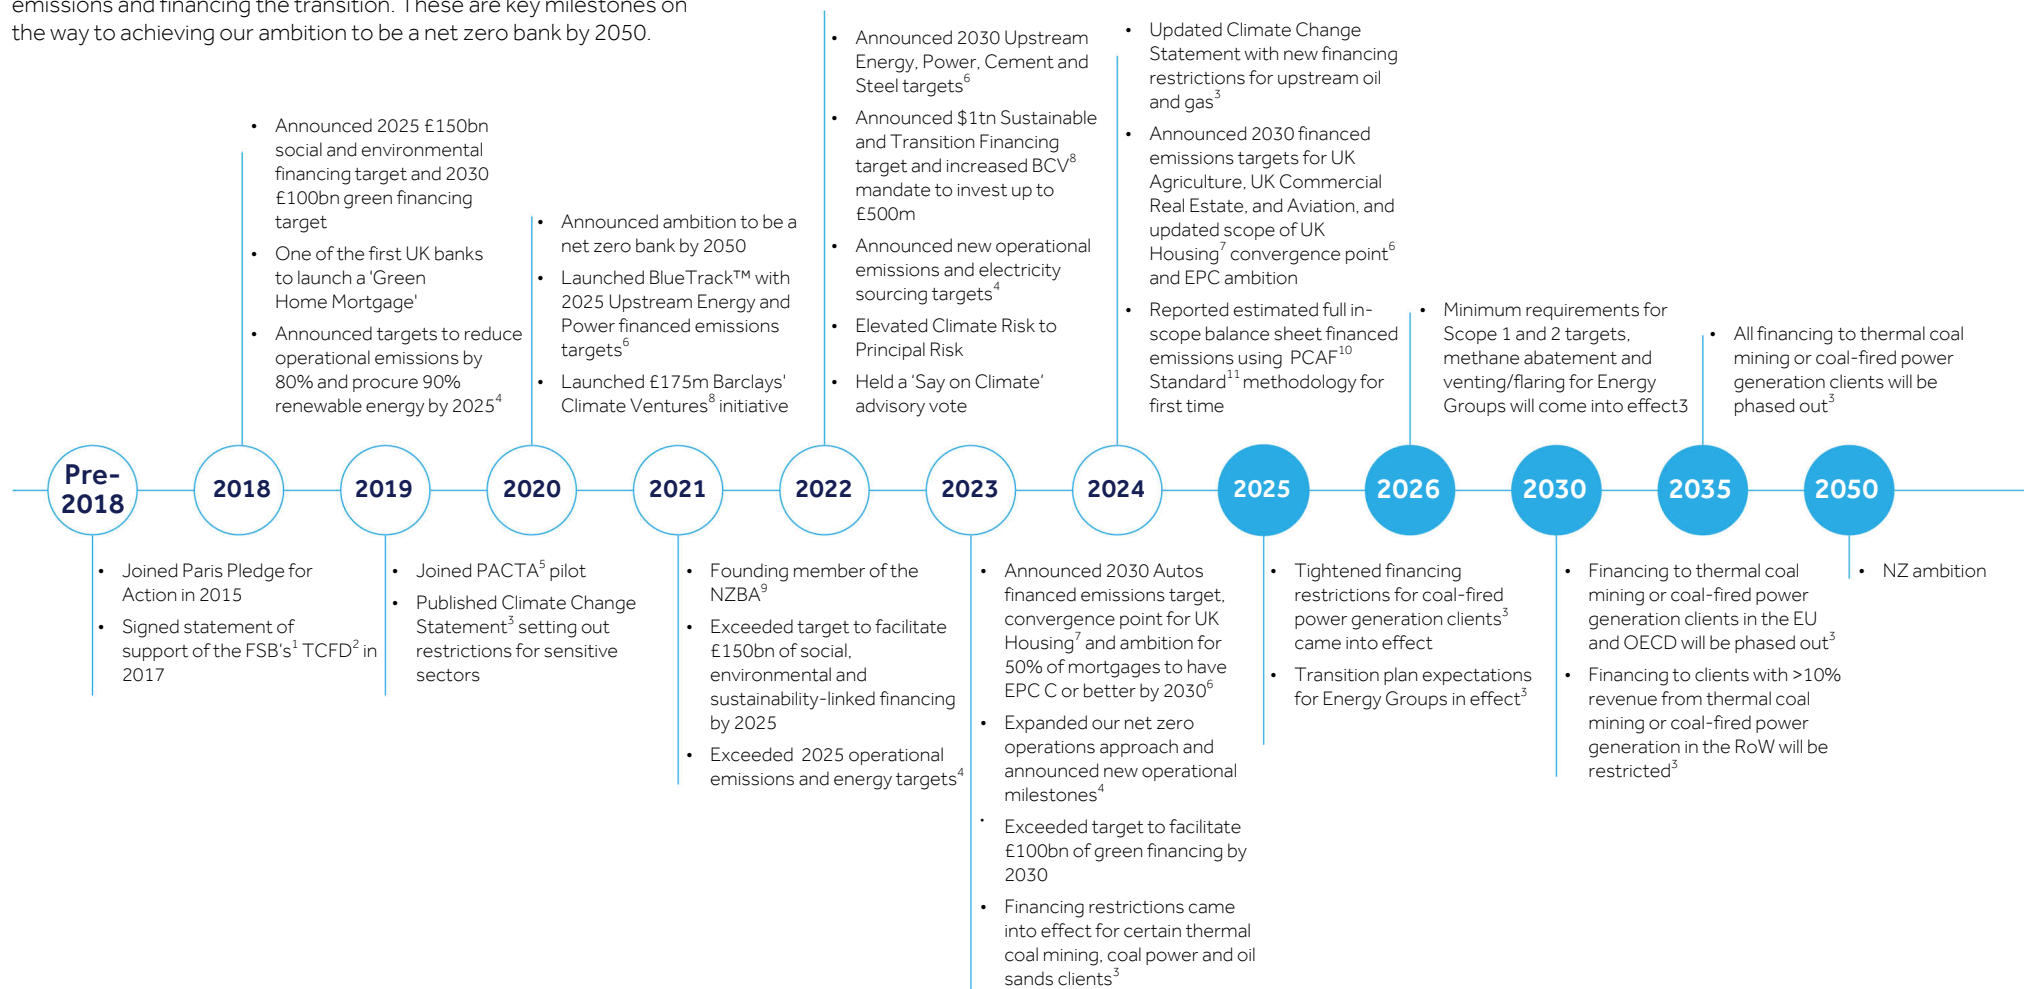 emissions and financing the transition. These are key milestones on
the way to achieving our ambition to be a net zero bank by 2050.
• Announced 2025 £150bn
social and environmental
financing target and 2030
£100bn green financing
target
• One of the first UK banks
to launch a 'Green
Home Mortgage'
• Announced targets to reduce
operational emissions by
80% and procure 90%
renewable energy by 2025⁴
• Announced ambition to be a
net zero bank by 2050
• Launched BlueTrack™ with
2025 Upstream Energy and
Power financed emissions
targets⁶
• Launched £175m Barclays'
Climate Ventures⁸ initiative
• Announced 2030 Upstream
Energy, Power, Cement and
Steel targets⁶
• Announced $1tn Sustainable
and Transition Financing
target and increased BCV⁸
mandate to invest up to
£500m
• Announced new operational
emissions and electricity
sourcing targets⁴
• Elevated Climate Risk to
Principal Risk
• Held a ‘Say on Climate’
advisory vote
• Updated Climate Change
Statement with new financing
restrictions for upstream oil
and gas³
• Announced 2030 financed
emissions targets for UK
Agriculture, UK Commercial
Real Estate, and Aviation, and
updated scope of UK
Housing⁷ convergence point⁶
and EPC ambition
• Reported estimated full in-
scope balance sheet financed
emissions using PCAF¹⁰
Standard¹¹ methodology for
first time
• Minimum requirements for
Scope 1 and 2 targets,
methane abatement and
venting/flaring for Energy
Groups will come into effect3
• All financing to thermal coal
mining or coal-fired power
generation clients will be
phased out³
Pre-
2018
2018
2019
2020
2021
2022
2023
2024
2025
2026
2030
2035
2050
• Joined Paris Pledge for
Action in 2015
• Signed statement of
support of the FSB's¹ TCFD² in
2017
• Joined PACTA⁵ pilot
• Published Climate Change
Statement³ setting out
restrictions for sensitive
sectors
• Founding member of the
NZBA⁹
• Exceeded target to facilitate
£150bn of social,
environmental and
sustainability-linked financing
by 2025
• Exceeded 2025 operational
emissions and energy targets⁴
• Announced 2030 Autos
financed emissions target,
convergence point for UK
Housing⁷ and ambition for
50% of mortgages to have
EPC C or better by 2030⁶
• Expanded our net zero
operations approach and
announced new operational
milestones⁴
• Exceeded target to facilitate
£100bn of green financing by
2030
• Financing restrictions came
into effect for certain thermal
coal mining, coal power and oil
sands clients³
• Tightened financing
restrictions for coal-fired
power generation clients³
came into effect
• Transition plan expectations
for Energy Groups in effect³
• Financing to thermal coal
mining or coal-fired power
generation clients in the EU
and OECD will be phased out³
• Financing to clients with >10%
revenue from thermal coal
mining or coal-fired power
generation in the RoW will be
restricted³
• NZ ambition